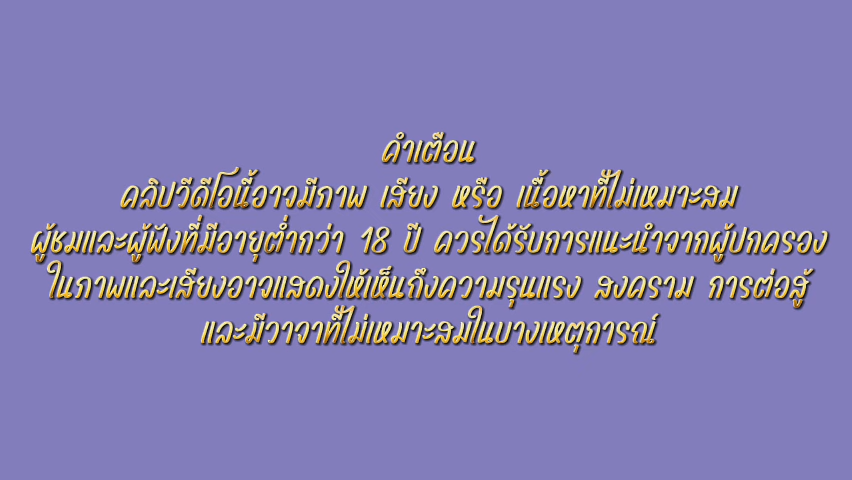 คำเตือน
คลิปวีดีโอนี้อาจมีภาพ เสียง หรือ เนื้อหาที่ไม่เหมาะสม
ผู้ชมและผู้ฟังที่มีอายุต่ำกว่า 18 ปี ควรได้รับการแนะนำจากผู้ปกครอง
ในภาพและเสียงอาจแสดงให้เห็นถึงความรุนแรง สงคราม การต่อสู้
และมีวาจาที่ไม่เหมาะสมในบางเหตุการณ์